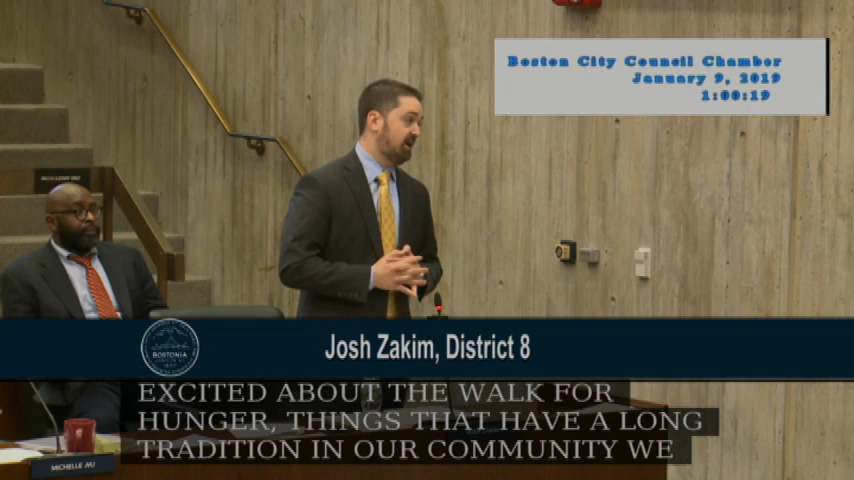 Boston City Council Chamber
January 9, 2019
1:00:19
BOSTONIA
Josh Zakim, District 8
EXCITED ABOUT THE WALK FOR
HUNGER, THINGS THAT HAVE A LONG
TRADITION IN OUR COMMUNITY WE
MICHELLE WU